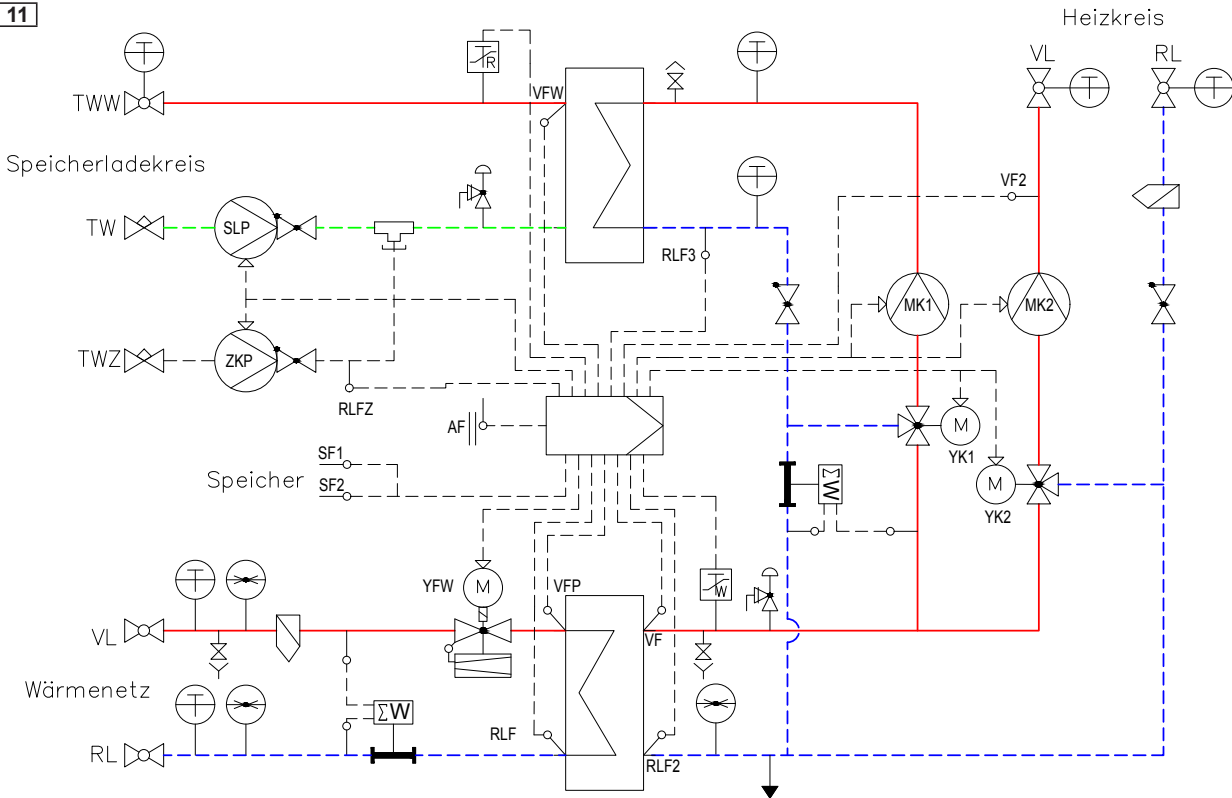 11
Heizkreis
VL
RL
T
T
T
T
R
TWW
VFW
Speicherladekreis
T
VF2
TW
SLP
RLF3
MK1
MK2
TWZ
ZKP
RLFZ
AF
M
YK1
SF1
Speicher
SF2
ΣW
M
YK2
T
YFW
M
VFP
W
VL
VF
Wärmenetz
T
ΣW
RLF
RL
RLF2